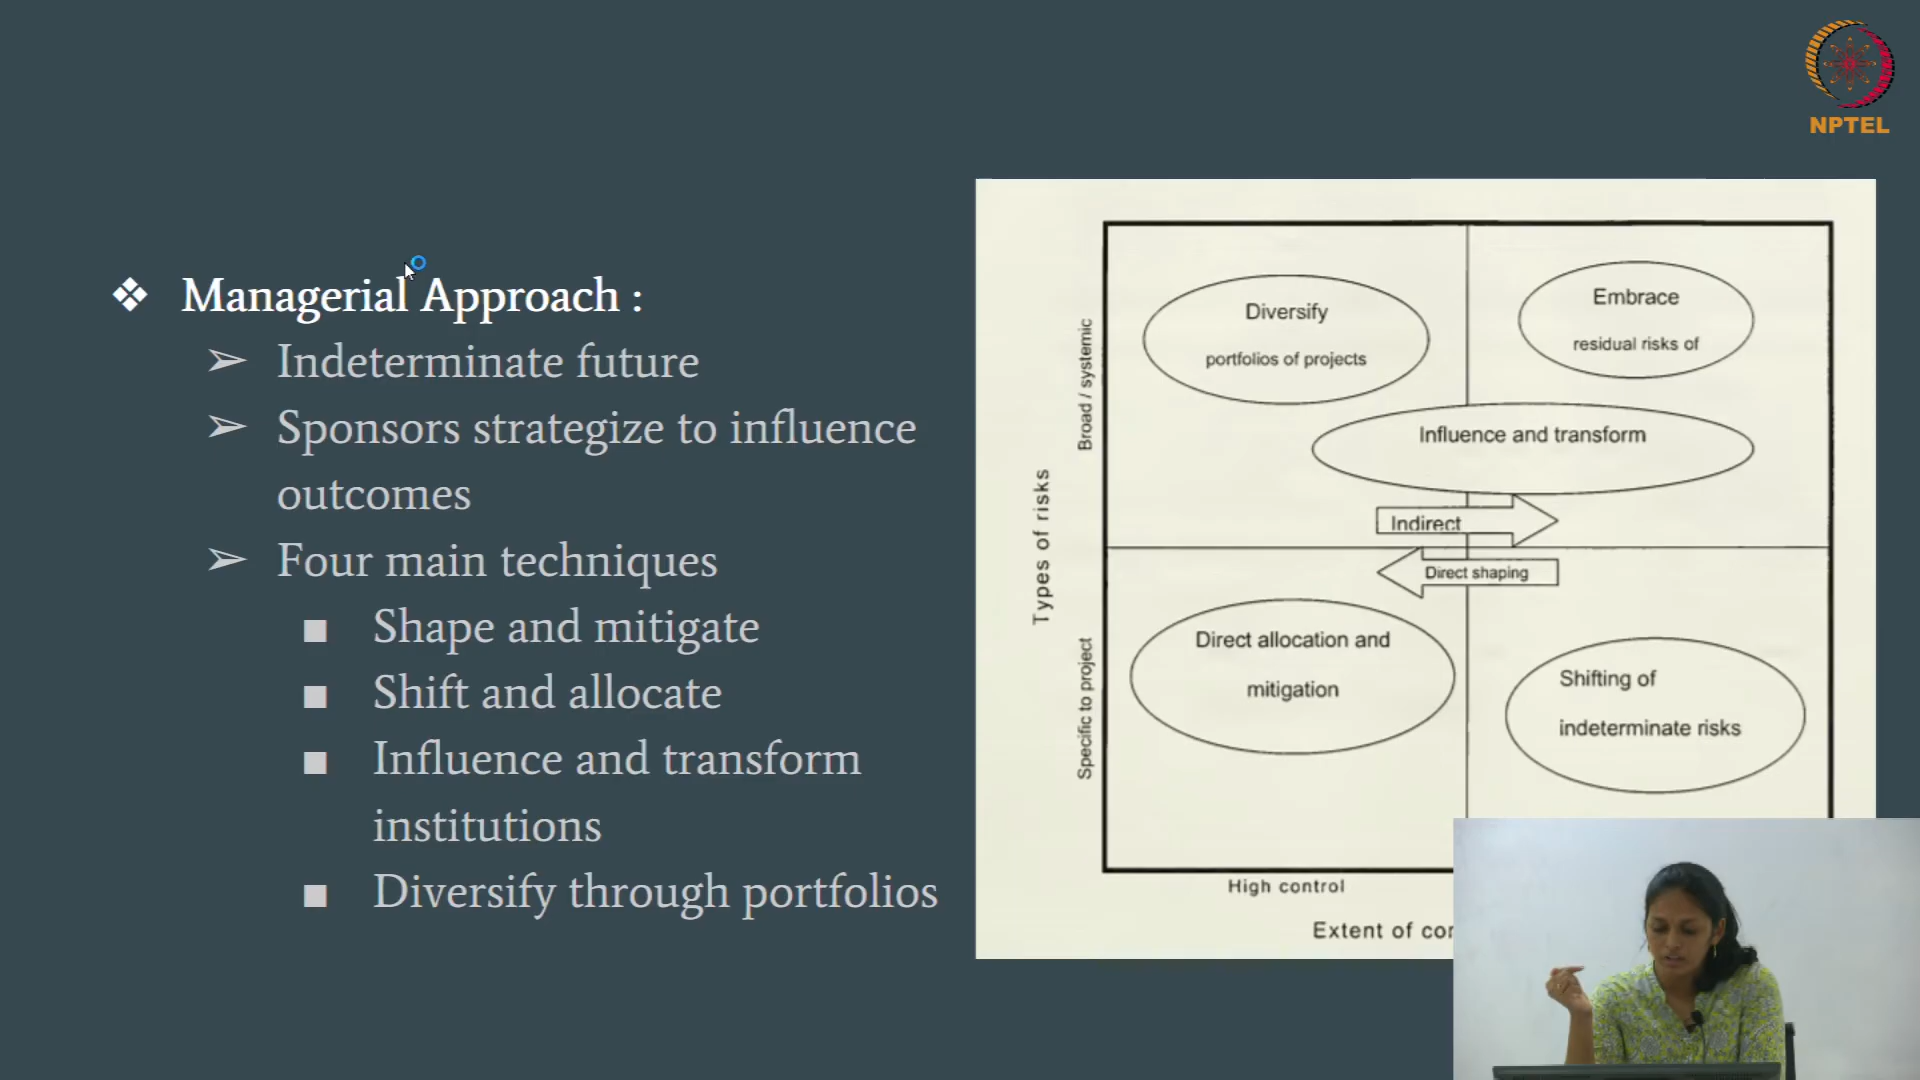 NPTEL
Managerial Approach :
Indeterminate future
Sponsors strategize to influence
outcomes
Four main techniques
Shape and mitigate
Shift and allocate
Influence and transform
institutions
Diversify through portfolios
Types of risks
Broad / systemic
Specific to project
Diversify
portfolios of projects
Embrace
residual risks of
Influence and transform
Indirect
Direct shaping
Direct allocation and
mitigation
Shifting of
indeterminate risks
High control
Extent of